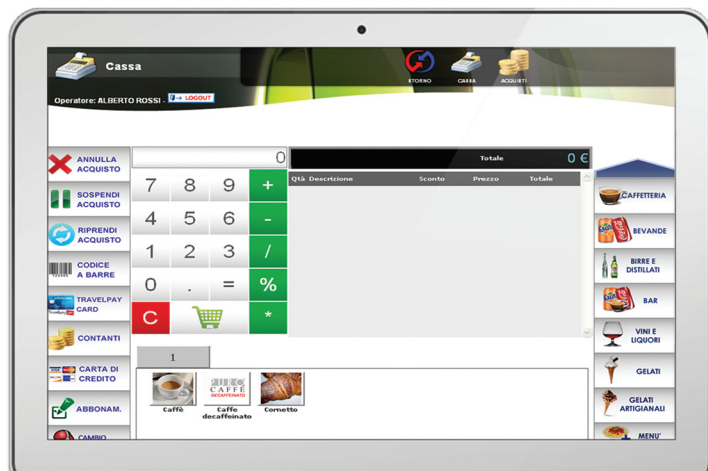 Cassa
RITORNO
CASSA
ACQUISTI
Operatore: ALBERTO ROSSI - LOGOUT
ANNULLA
ACQUISTO
SOSPENDI
ACQUISTO
RIPRENDI
ACQUISTO
CODICE
A BARRE
TRAVELPAY
CARD
CONTANTI
CARTA DI
CREDITO
ABBONAM.
CAMBIO
0
7 8 9 +
4 5 6 -
1 2 3 /
0 . = %
C *
Totale 0 €
Qtà Descrizione Sconto Prezzo Totale
1
CAFFÈ
DECAFFEINATO
Caffè
Caffe
decaffeinato
Cornetto
CAFFETTERIA
BEVANDE
BIRRE E
DISTILLATI
BAR
VINI E
LIQUORI
GELATI
GELATI
ARTIGIANALI
MENU'